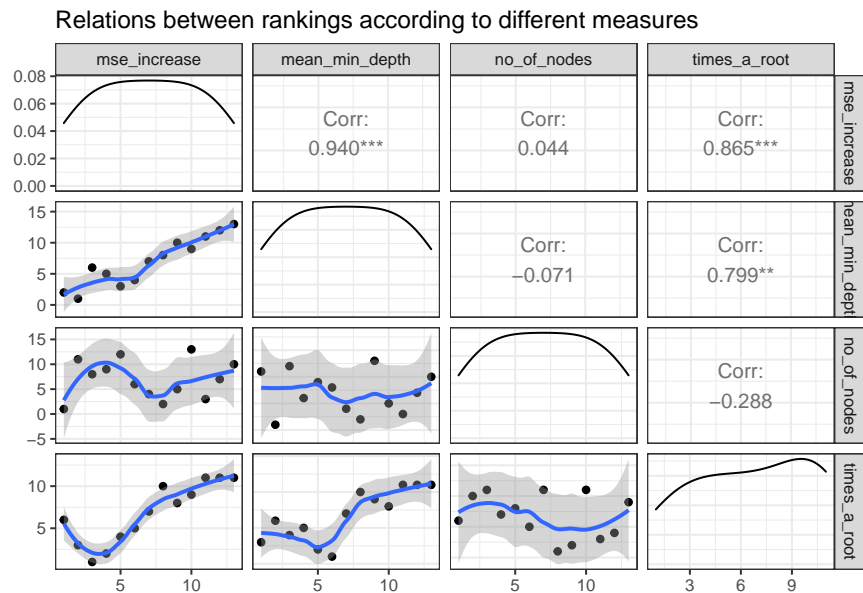 Relations between rankings according to different measures
mse_increase
mean_min_depth
no_of_nodes
times_a_root
0.08
0.06
0.04
0.02
0.00
Corr:
0.940***
Corr:
0.044
Corr:
0.865***
mse_increase
15
10
5
0
Corr:
−0.071
Corr:
0.799**
mean_min_depth
15
10
5
0
−5
Corr:
−0.288
no_of_nodes
10
5
times_a_root
5
10
5
10
5
10
3
6
9